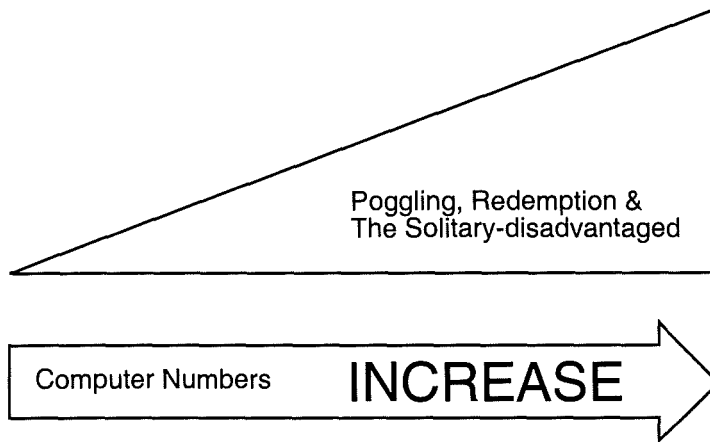 Poggling, Redemption &
The Solitary-disadvantaged
Computer Numbers INCREASE